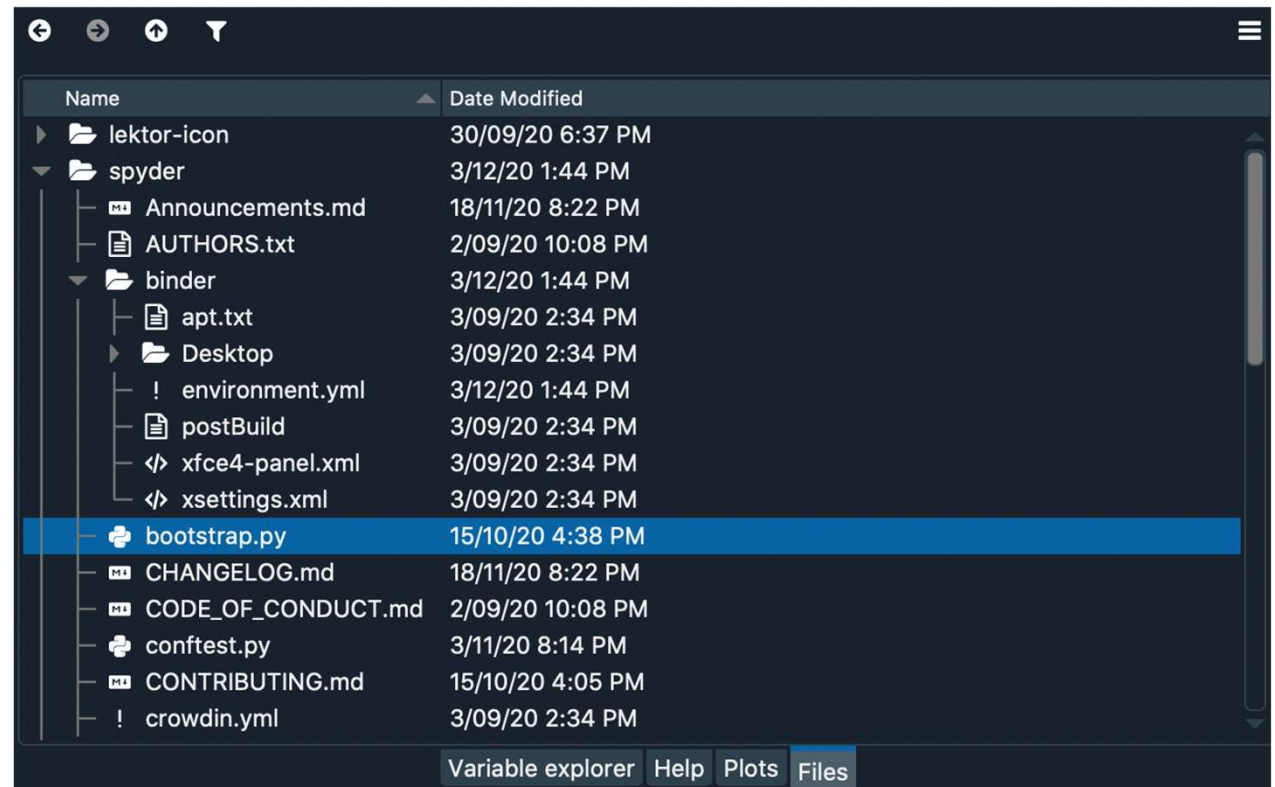 Name Date Modified
lektor-icon 30/09/20 6:37 PM
spyder 3/12/20 1:44 PM
Announcements.md 18/11/20 8:22 PM
AUTHORS.txt 2/09/20 10:08 PM
binder 3/12/20 1:44 PM
apt.txt 3/09/20 2:34 PM
Desktop 3/09/20 2:34 PM
! environment.yml 3/12/20 1:44 PM
postBuild 3/09/20 2:34 PM
</> xfce4-panel.xml 3/09/20 2:34 PM
</> xsettings.xml 3/09/20 2:34 PM
bootstrap.py 15/10/20 4:38 PM
CHANGELOG.md 18/11/20 8:22 PM
CODE_OF_CONDUCT.md 2/09/20 10:08 PM
conftest.py 3/11/20 8:14 PM
CONTRIBUTING.md 15/10/20 4:05 PM
! crowdin.yml 3/09/20 2:34 PM
Variable explorer Help Plots Files